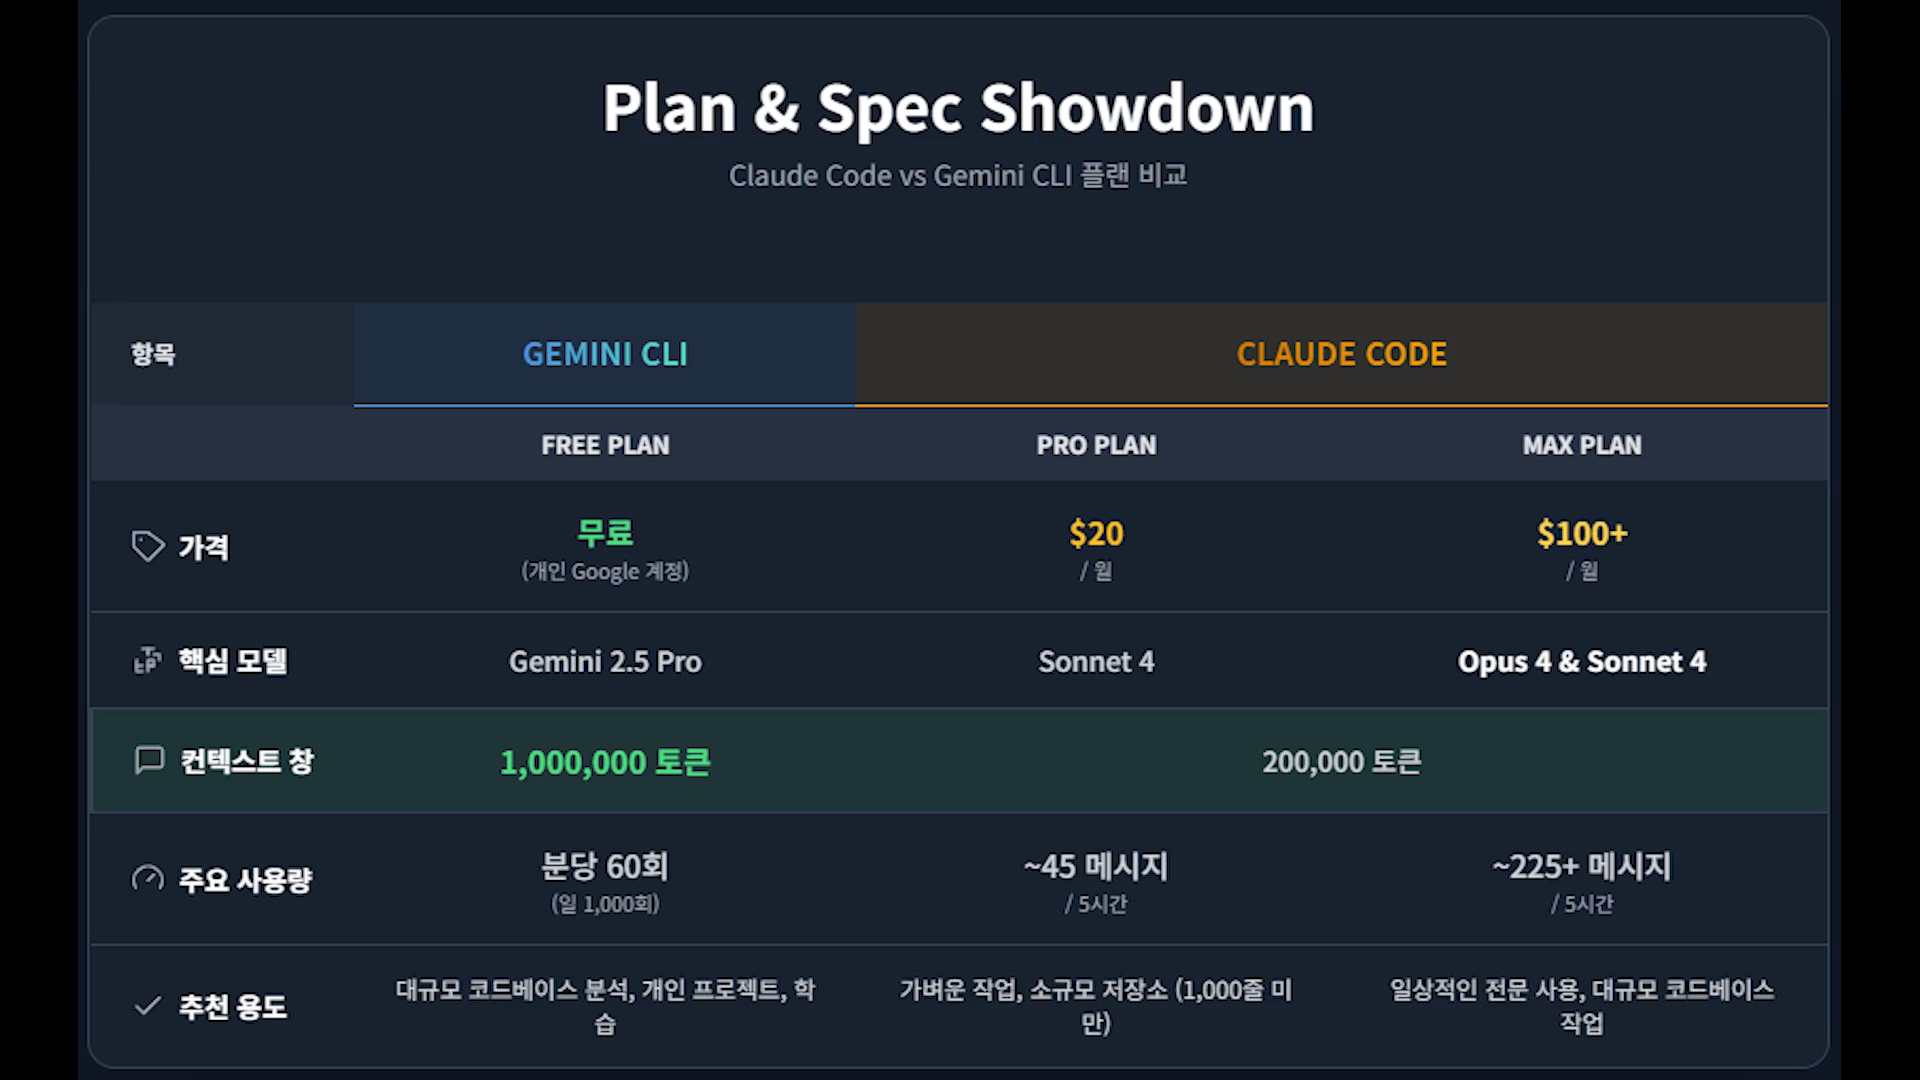 Plan & Spec Showdown
Claude Code vs Gemini CLI 플랜 비교
항목
GEMINI CLI
CLAUDE CODE
FREE PLAN
PRO PLAN
MAX PLAN
가격
무료
(개인 Google 계정)
$20
/ 월
$100+
/ 월
핵심 모델
Gemini 2.5 Pro
Sonnet 4
Opus 4 & Sonnet 4
컨텍스트 창
1,000,000 토큰
200,000 토큰
주요 사용량
분당 60회
(일 1,000회)
~45 메시지
/ 5시간
~225+ 메시지
/ 5시간
추천 용도
대규모 코드베이스 분석, 개인 프로젝트, 학
습
가벼운 작업, 소규모 저장소 (1,000줄 미
만)
일상적인 전문 사용, 대규모 코드베이스
작업